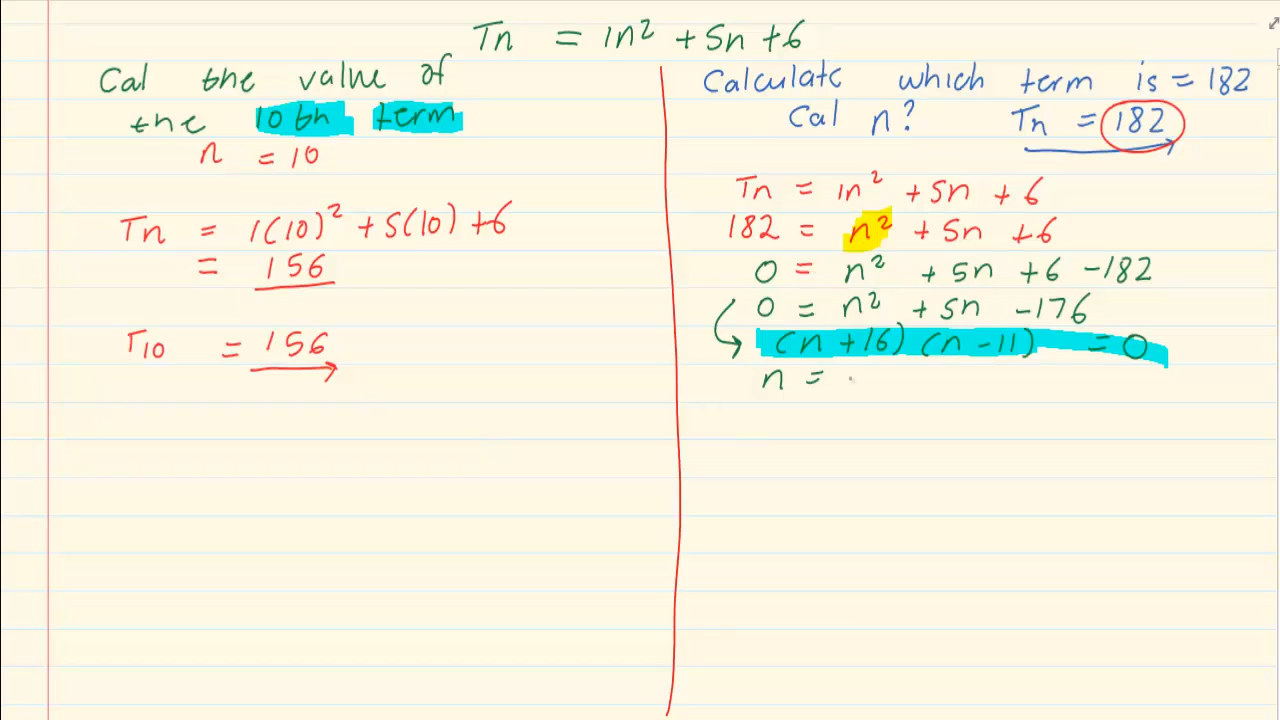 Tn = 1n² + 5n + 6
Cal the value of
the 10th term
n = 10
Tn = 1(10)² + 5(10) + 6
= 156
T10 = 156
Calculate which term is = 182
Cal n? Tn = 182
Tn = 1n² + 5n + 6
182 = n² + 5n + 6
0 = n² + 5n + 6 - 182
0 = n² + 5n - 176
(n + 16) (n - 11) = 0
n =